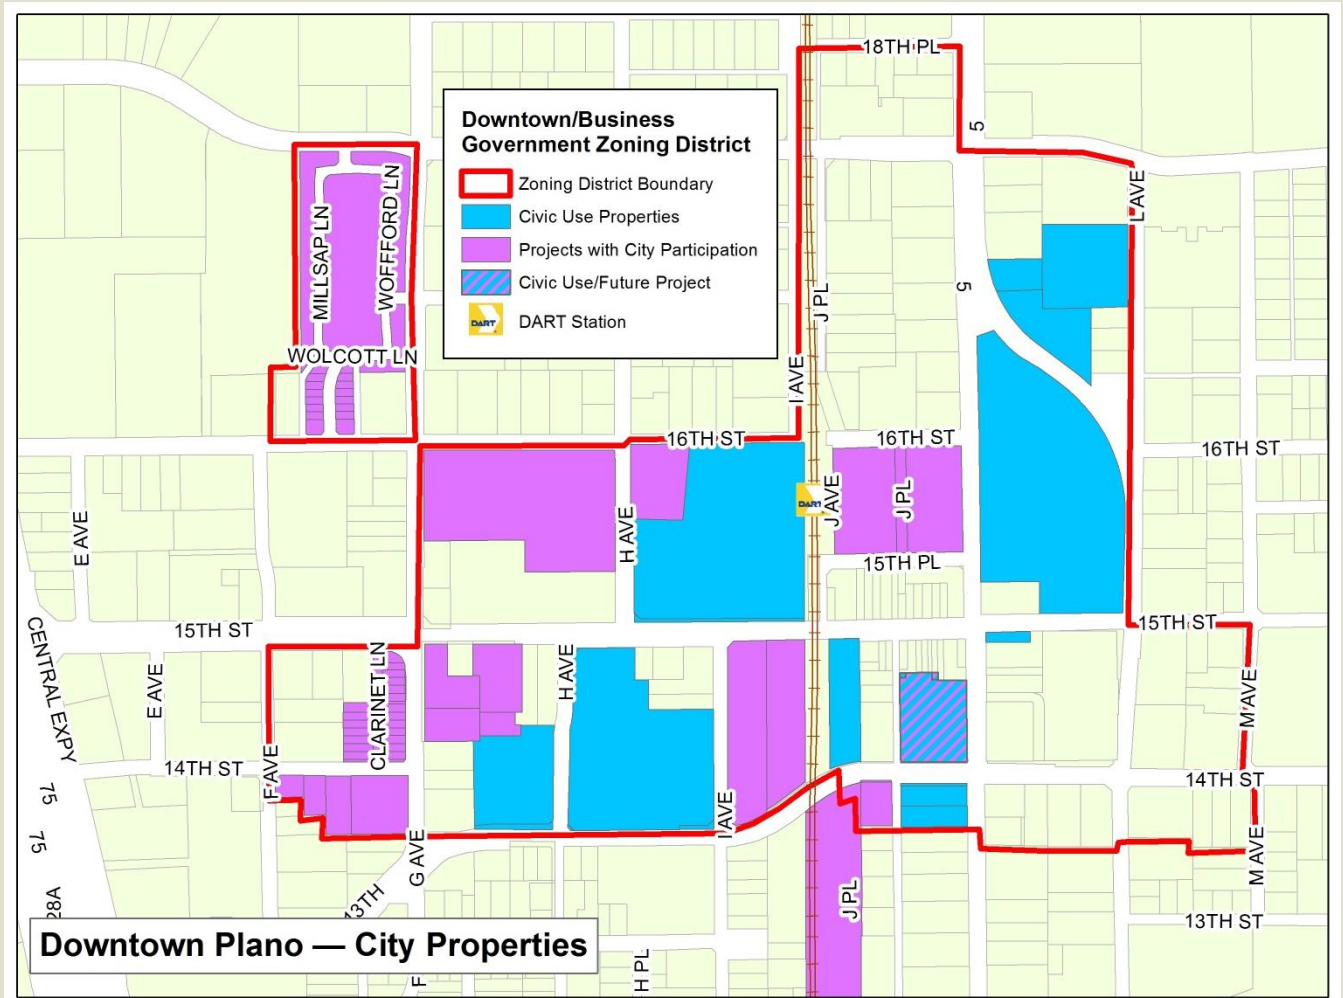 18TH PL
Downtown/Business
Government Zoning District
Zoning District Boundary
Civic Use Properties
Projects with City Participation
Civic Use/Future Project
DART
DART Station
5
L AVE
MILLSAP LN
WOFFFORD LN
WOLCOTT LN
5
J PL
I AVE
16TH ST
16TH ST
16TH ST
E AVE
H AVE
DART
J AVE
J PL
15TH PL
15TH ST
15TH ST
CENTRAL EXPY
E AVE
CLARINET LN
H AVE
M AVE
14TH ST
F AVE
14TH ST
75
75
I AVE
G AVE
M AVE
28A
13TH
J PL
13TH ST
Downtown Plano — City Properties
F
H PL